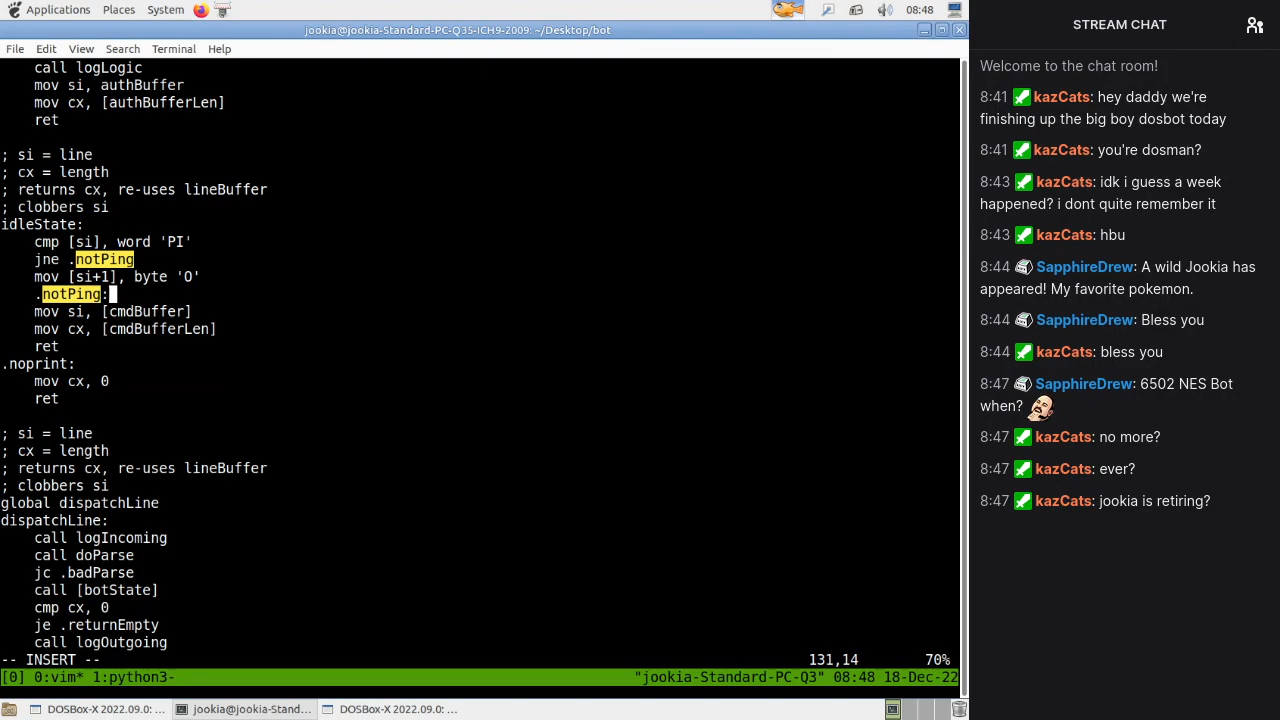 Applications Places System 08:48
jookia@jookia-Standard-PC-Q35-ICH9-2009: ~/Desktop/bot
File Edit View Search Terminal Help
call logLogic
mov si, authBuffer
mov cx, [authBufferLen]
ret
; si = line
; cx = length
; returns cx, re-uses lineBuffer
; clobbers si
idleState:
cmp [si], word 'PI'
jne .notPing
mov [si+1], byte 'O'
.notPing:
mov si, [cmdBuffer]
mov cx, [cmdBufferLen]
ret
.noprint:
mov cx, 0
ret
; si = line
; cx = length
; returns cx, re-uses lineBuffer
; clobbers si
global dispatchLine
dispatchLine:
call logIncoming
call doParse
jc .badParse
call [botState]
cmp cx, 0
je .returnEmpty
call logOutgoing
-- INSERT -- 131,14 70%
[0] 0:vim* 1:python3- "jookia-Standard-PC-Q3" 08:48 18-Dec-22
DOSBox-X 2022.09.0: ... jookia@jookia-Stand... DOSBox-X 2022.09.0: ...
STREAM CHAT
Welcome to the chat room!
8:41 kazCats: hey daddy we're
finishing up the big boy dosbot today
8:41 kazCats: you're dosman?
8:43 kazCats: idk i guess a week
happened? i dont quite remember it
8:43 kazCats: hbu
8:44 SapphireDrew: A wild Jookia has
appeared! My favorite pokemon.
8:44 SapphireDrew: Bless you
8:44 kazCats: bless you
8:47 SapphireDrew: 6502 NES Bot
when?
8:47 kazCats: no more?
8:47 kazCats: ever?
8:47 kazCats: jookia is retiring?